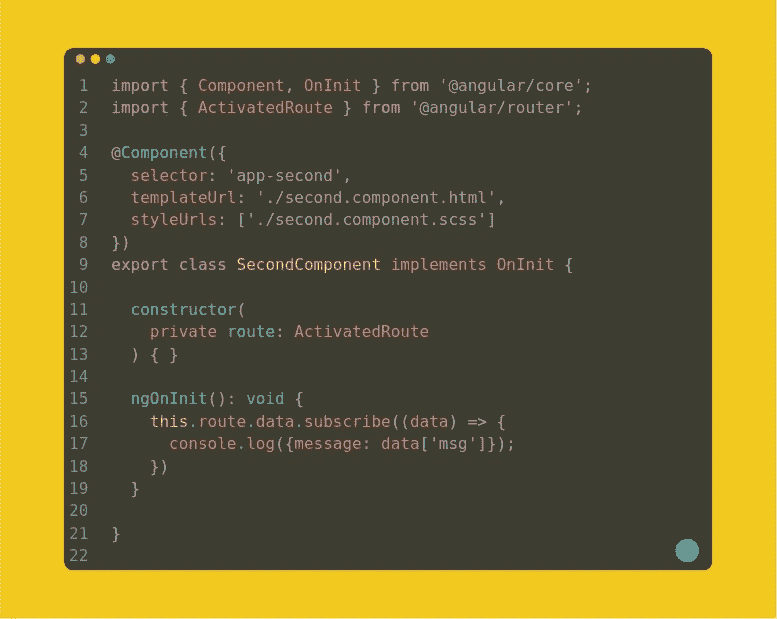 1 import { Component, OnInit } from '@angular/core';
2 import { ActivatedRoute } from '@angular/router';
3
4 @Component({
5   selector: 'app-second',
6   templateUrl: './second.component.html',
7   styleUrls: ['./second.component.scss']
8 })
9 export class SecondComponent implements OnInit {
10
11   constructor(
12     private route: ActivatedRoute
13   ) { }
14
15   ngOnInit(): void {
16     this.route.data.subscribe((data) => {
17       console.log({message: data['msg']});
18     })
19   }
20
21 }
22